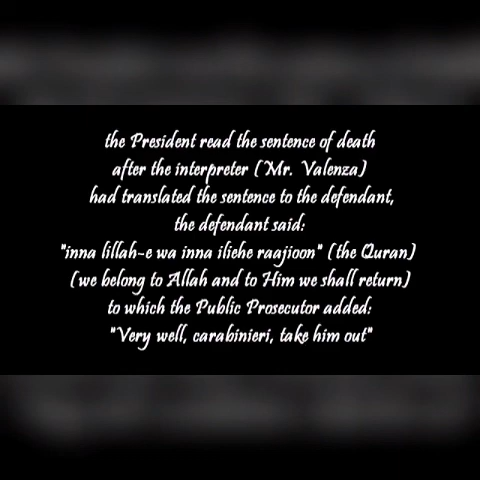 the President read the sentence of death
after the interpreter (Mr. Valenza)
had translated the sentence to the defendant,
the defendant said:
"inna lillah-e wa inna iliehe raajioon" (the Quran)
(we belong to Allah and to Him we shall return)
to which the Public Prosecutor added:
"Very well, carabinieri, take him out"